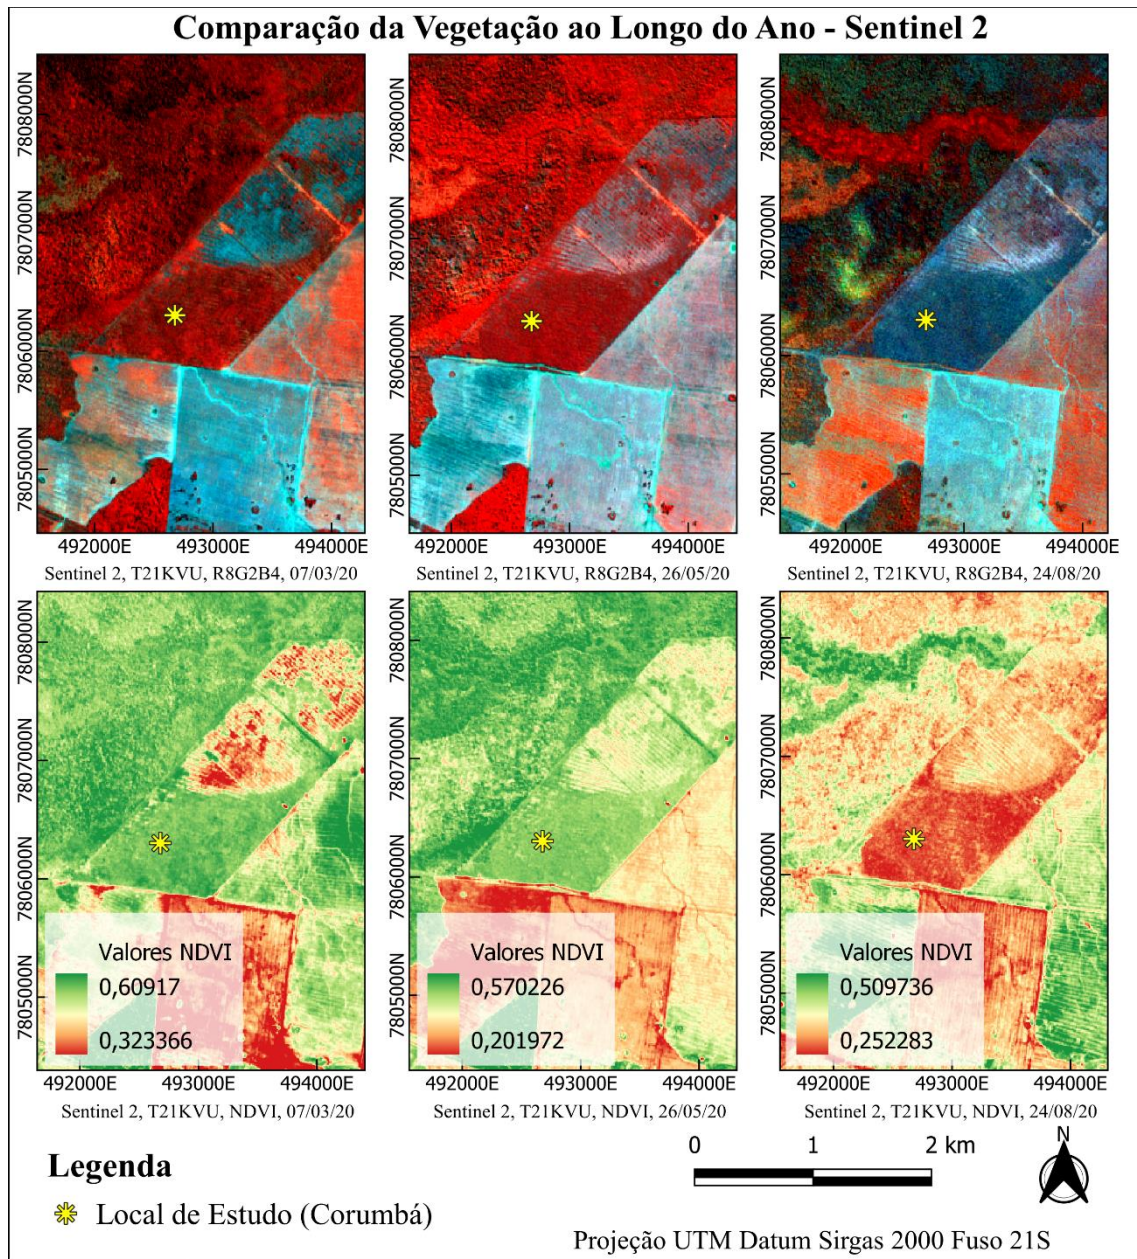 Comparação da Vegetação ao Longo do Ano - Sentinel 2
7808000N
7807000N
7806000N
7805000N
492000E 493000E 494000E
Sentinel 2, T21KVU, R8G2B4, 07/03/20
7808000N
7807000N
7806000N
7805000N
492000E 493000E 494000E
Sentinel 2, T21KVU, R8G2B4, 26/05/20
7808000N
7807000N
7806000N
7805000N
492000E 493000E 494000E
Sentinel 2, T21KVU, R8G2B4, 24/08/20
7808000N
7807000N
7806000N
7805000N
Valores NDVI
0,60917
0,323366
492000E 493000E 494000E
Sentinel 2, T21KVU, NDVI, 07/03/20
7808000N
7807000N
7806000N
7805000N
Valores NDVI
0,570226
0,201972
492000E 493000E 494000E
Sentinel 2, T21KVU, NDVI, 26/05/20
7808000N
7807000N
7806000N
7805000N
Valores NDVI
0,509736
0,252283
492000E 493000E 494000E
Sentinel 2, T21KVU, NDVI, 24/08/20
0 1 2 km
N
Legenda
Local de Estudo (Corumbá)
Projeção UTM Datum Sirgas 2000 Fuso 21S